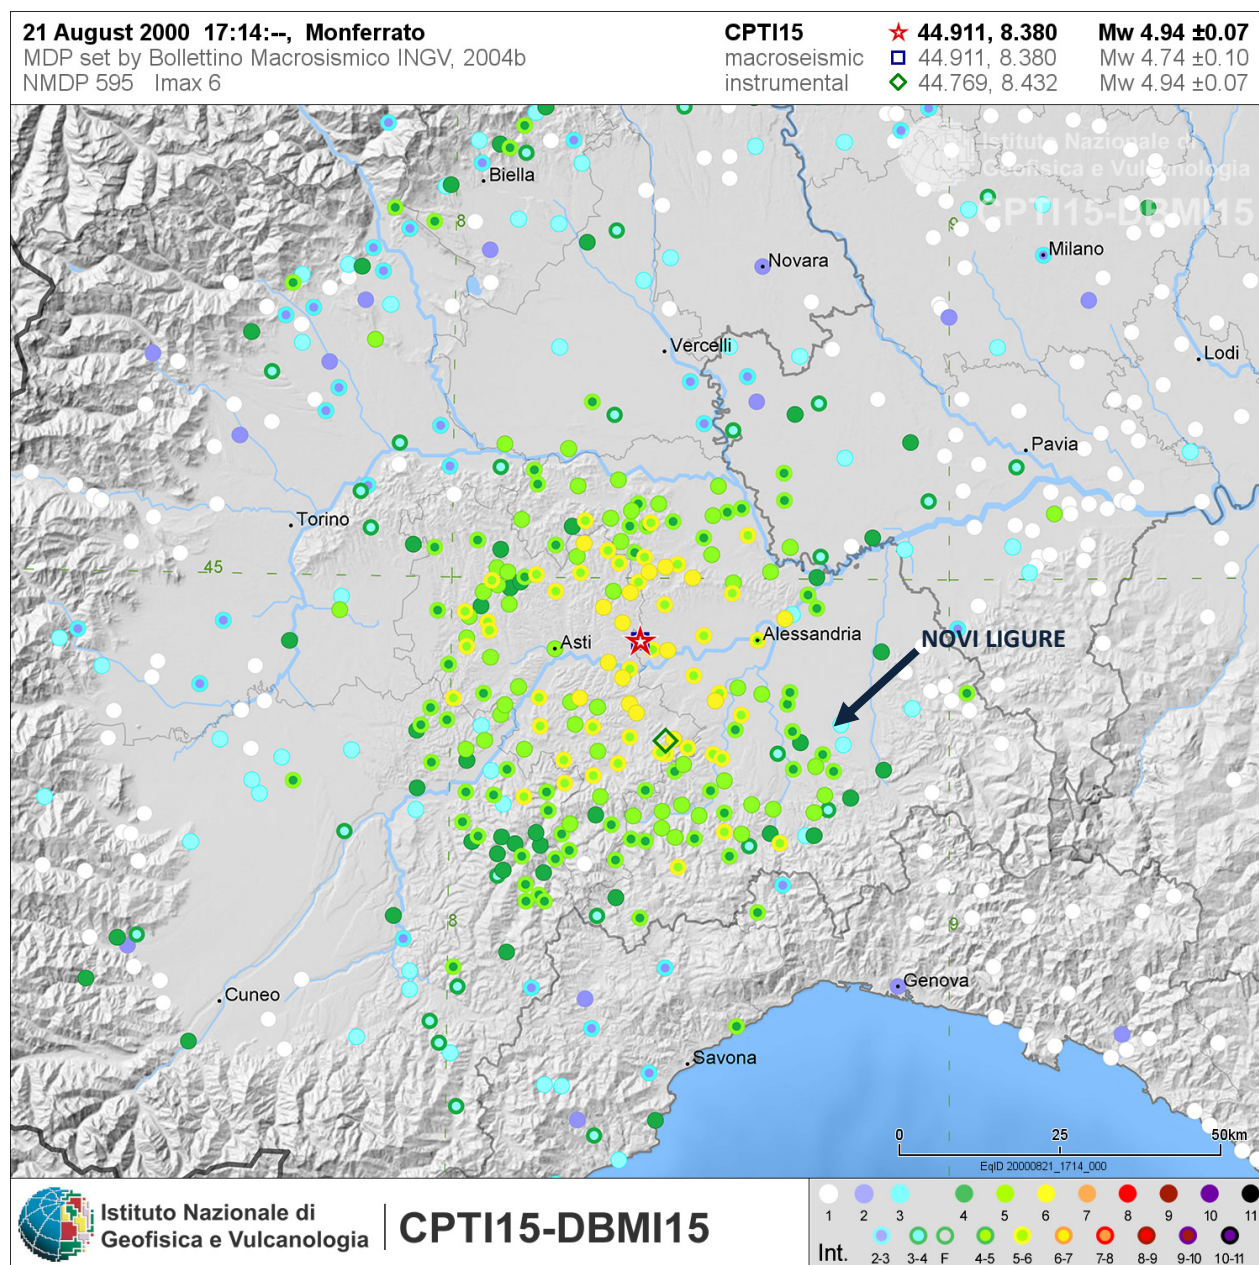 21 August 2000 17:14:--, Monferrato
MDP set by Bollettino Macrosismico INGV, 2004b
NMDP 595 Imax 6
CPTI15 44.911, 8.380 Mw 4.94 ±0.07
macroseismic 44.911, 8.380 Mw 4.74 ±0.10
instrumental 44.769, 8.432 Mw 4.94 ±0.07
Istituto Nazionale di
Geofisica e Vulcanologia
CPTI15-DBMI15
Biella
8
9
Milano
Novara
Vercelli
Lodi
Pavia
Torino
45
Asti
Alessandria
NOVI LIGURE
8
9
Cuneo
Genova
Savona
0 25 50km
EqID 20000821_1714_000
Istituto Nazionale di
Geofisica e Vulcanologia
CPTI15-DBMI15
Int.
1 2 3 4 5 6 7 8 9 10 11
2-3 3-4 F 4-5 5-6 6-7 7-8 8-9 9-10 10-11